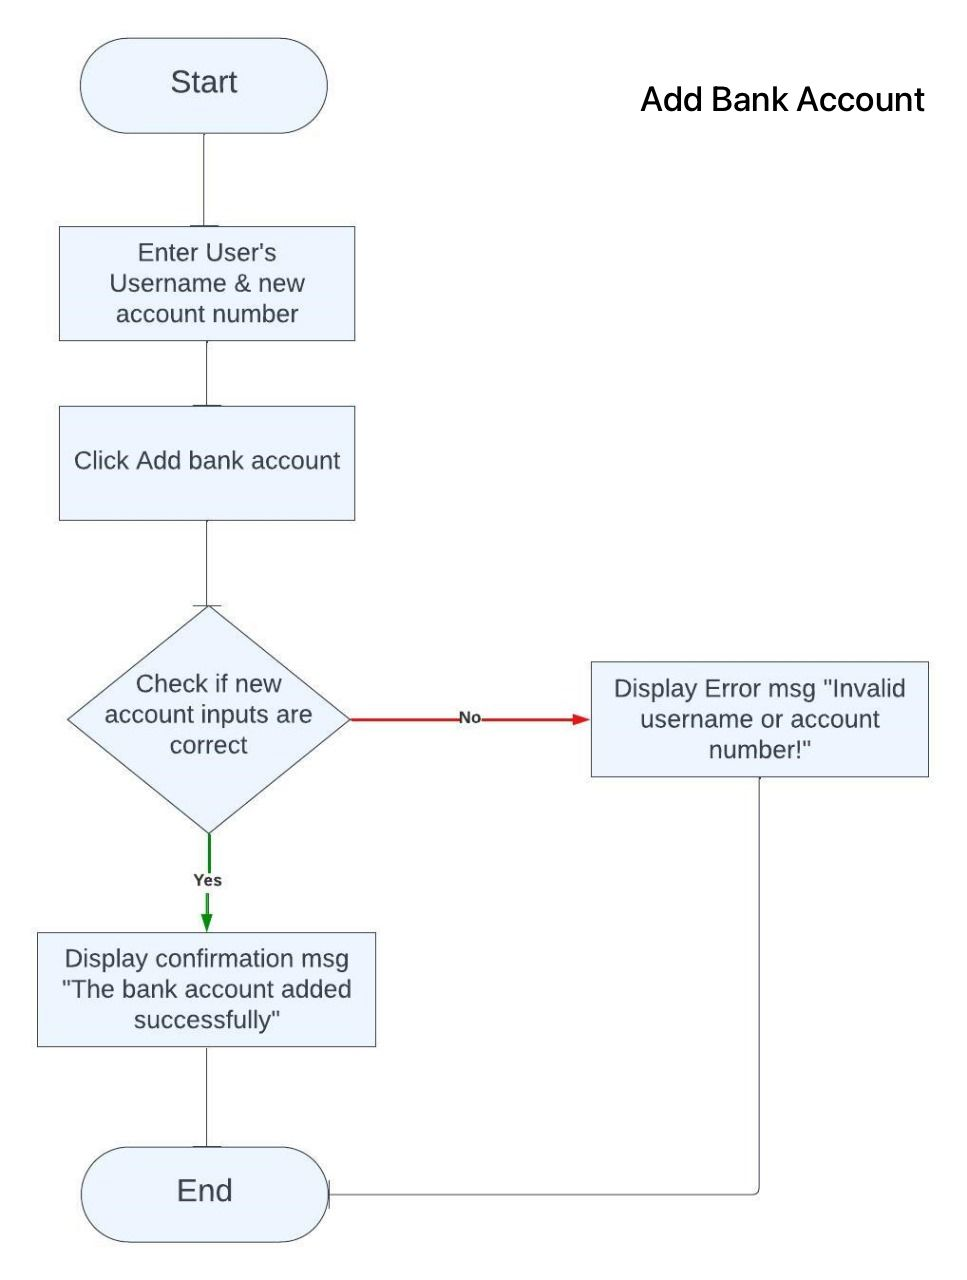 Start
Add Bank Account
Enter User's
Username & new
account number
Click Add bank account
Check if new
account inputs are
correct
No
Display Error msg "Invalid
username or account
number!"
Yes
Display confirmation msg
"The bank account added
successfully"
End